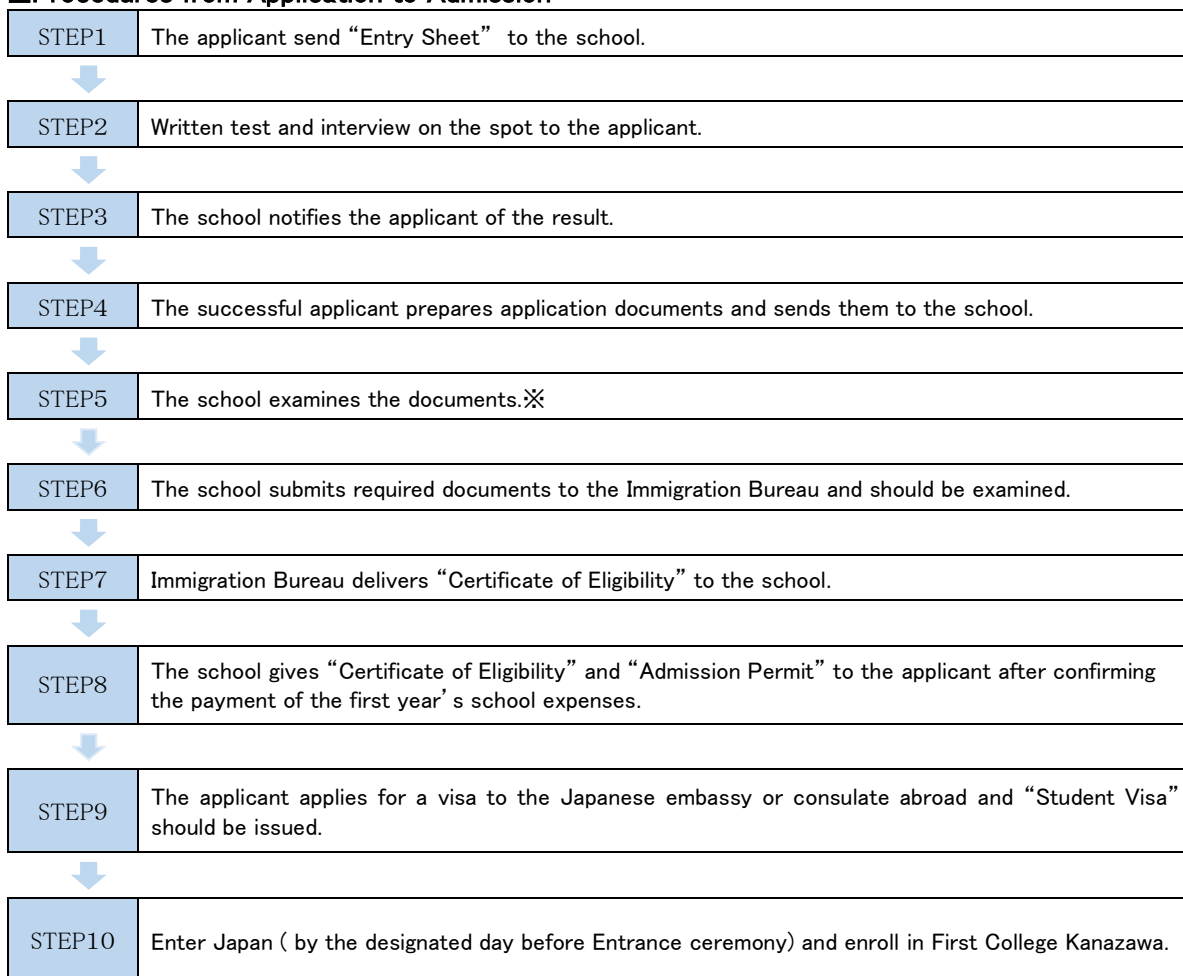 Procedures from Application to Admission
STEP1 The applicant send “Entry Sheet” to the school.
STEP2 Written test and interview on the spot to the applicant.
STEP3 The school notifies the applicant of the result.
STEP4 The successful applicant prepares application documents and sends them to the school.
STEP5 The school examines the documents.※
STEP6 The school submits required documents to the Immigration Bureau and should be examined.
STEP7 Immigration Bureau delivers “Certificate of Eligibility” to the school.
STEP8 The school gives “Certificate of Eligibility” and “Admission Permit” to the applicant after confirming
the payment of the first year’s school expenses.
STEP9 The applicant applies for a visa to the Japanese embassy or consulate abroad and “Student Visa”
should be issued.
STEP10 Enter Japan ( by the designated day before Entrance ceremony) and enroll in First College Kanazawa.